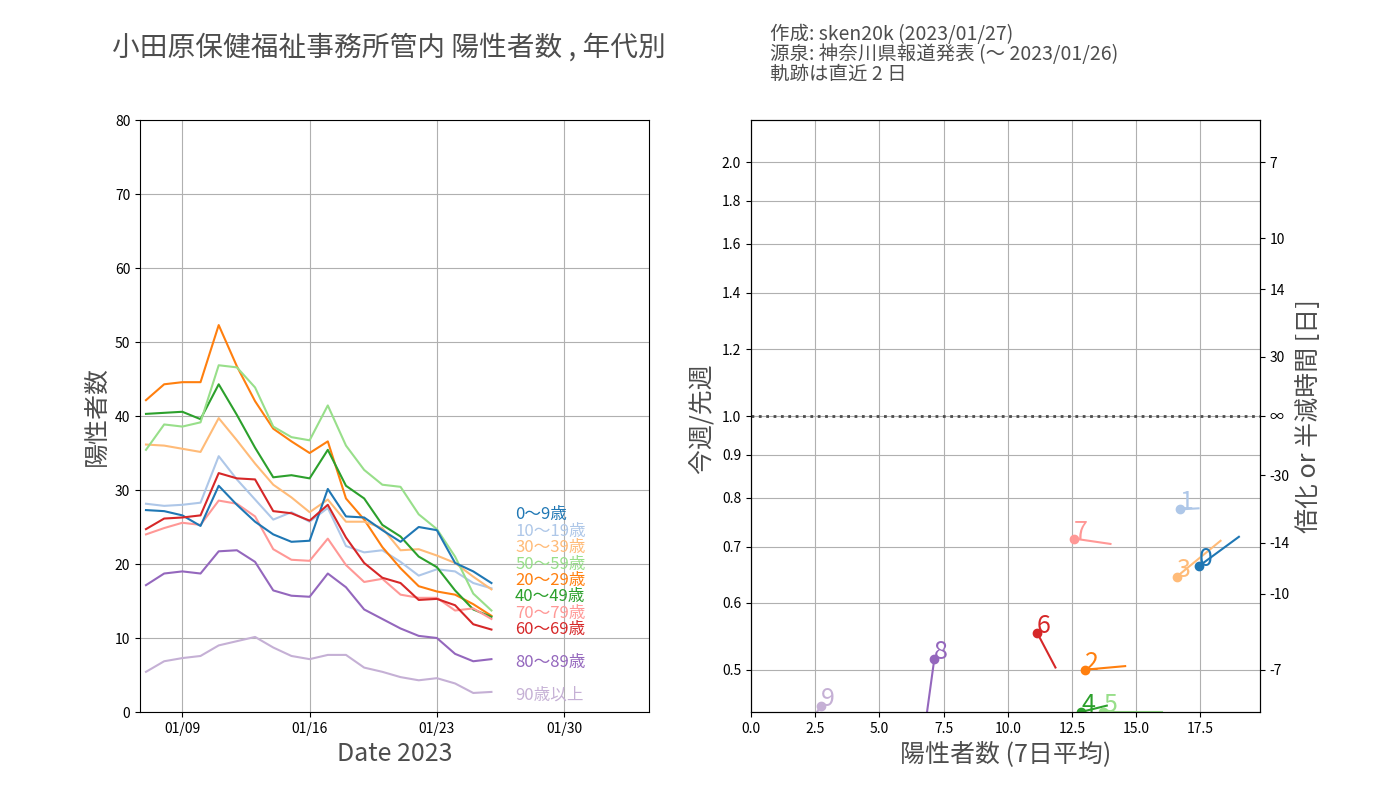 小田原保健福祉事務所管内 陽性者数 , 年代別
作成: sken20k (2023/01/27)
源泉: 神奈川県報道発表 (〜 2023/01/26)
軌跡は直近 2 日
陽性者数
80
70
60
50
40
30
20
10
0
01/09
01/16
01/23
01/30
Date 2023
0〜9歳
10〜19歳
30〜39歳
50〜59歳
20〜29歳
40〜49歳
70〜79歳
60〜69歳
80〜89歳
90歳以上
今週/先週
2.0
1.8
1.6
1.4
1.2
1.0
0.9
0.8
0.7
0.6
0.5
0.0
2.5
5.0
7.5
10.0
12.5
15.0
17.5
陽性者数 (7日平均)
1
7
0
3
6
8
2
9
4
5
7
10
14
30
∞
-30
-14
-10
-7
倍化 or 半減時間 [日]